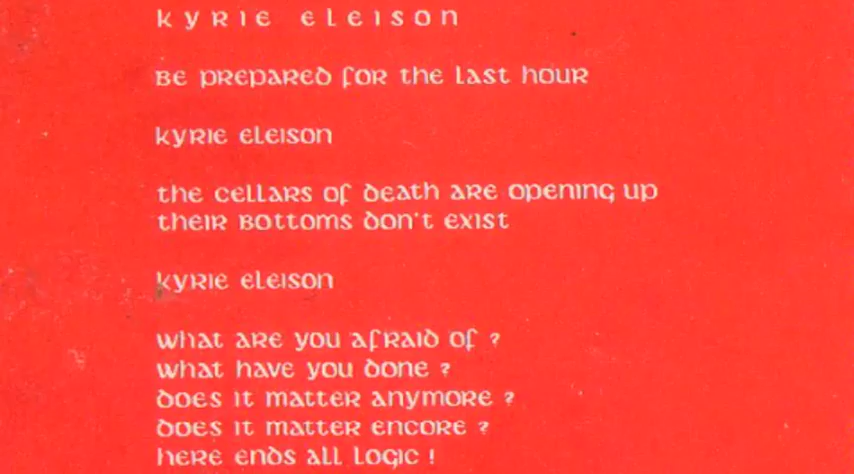 kyrie eleison
be prepared for the last hour
kyrie eleison
the cellars of death are opening up
their bottoms don't exist
kyrie eleison
what are you afraid of ?
what have you done ?
does it matter anymore ?
does it matter encore ?
here ends all logic !